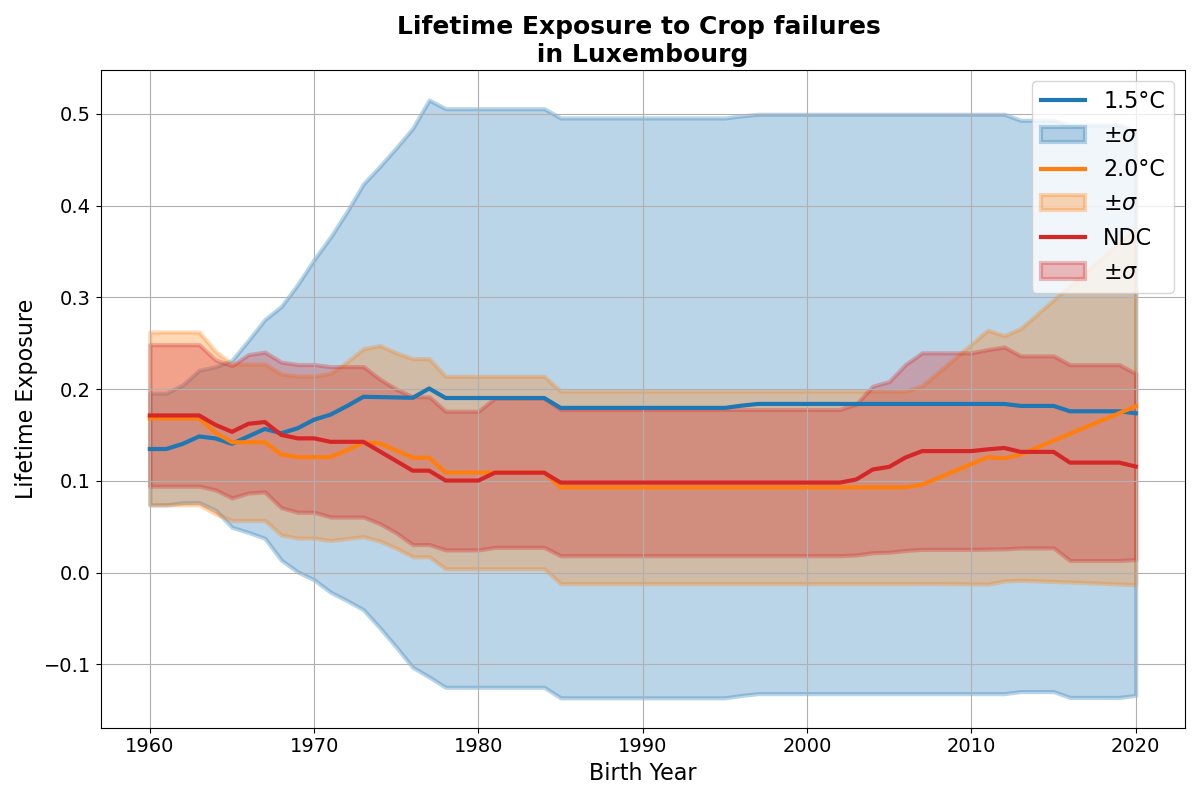 Lifetime Exposure to Crop failures
in Luxembourg
0.5
0.4
0.3
0.2
0.1
0.0
−0.1
Lifetime Exposure
1960
1970
1980
1990
2000
2010
2020
Birth Year
1.5°C
±σ
2.0°C
±σ
NDC
±σ